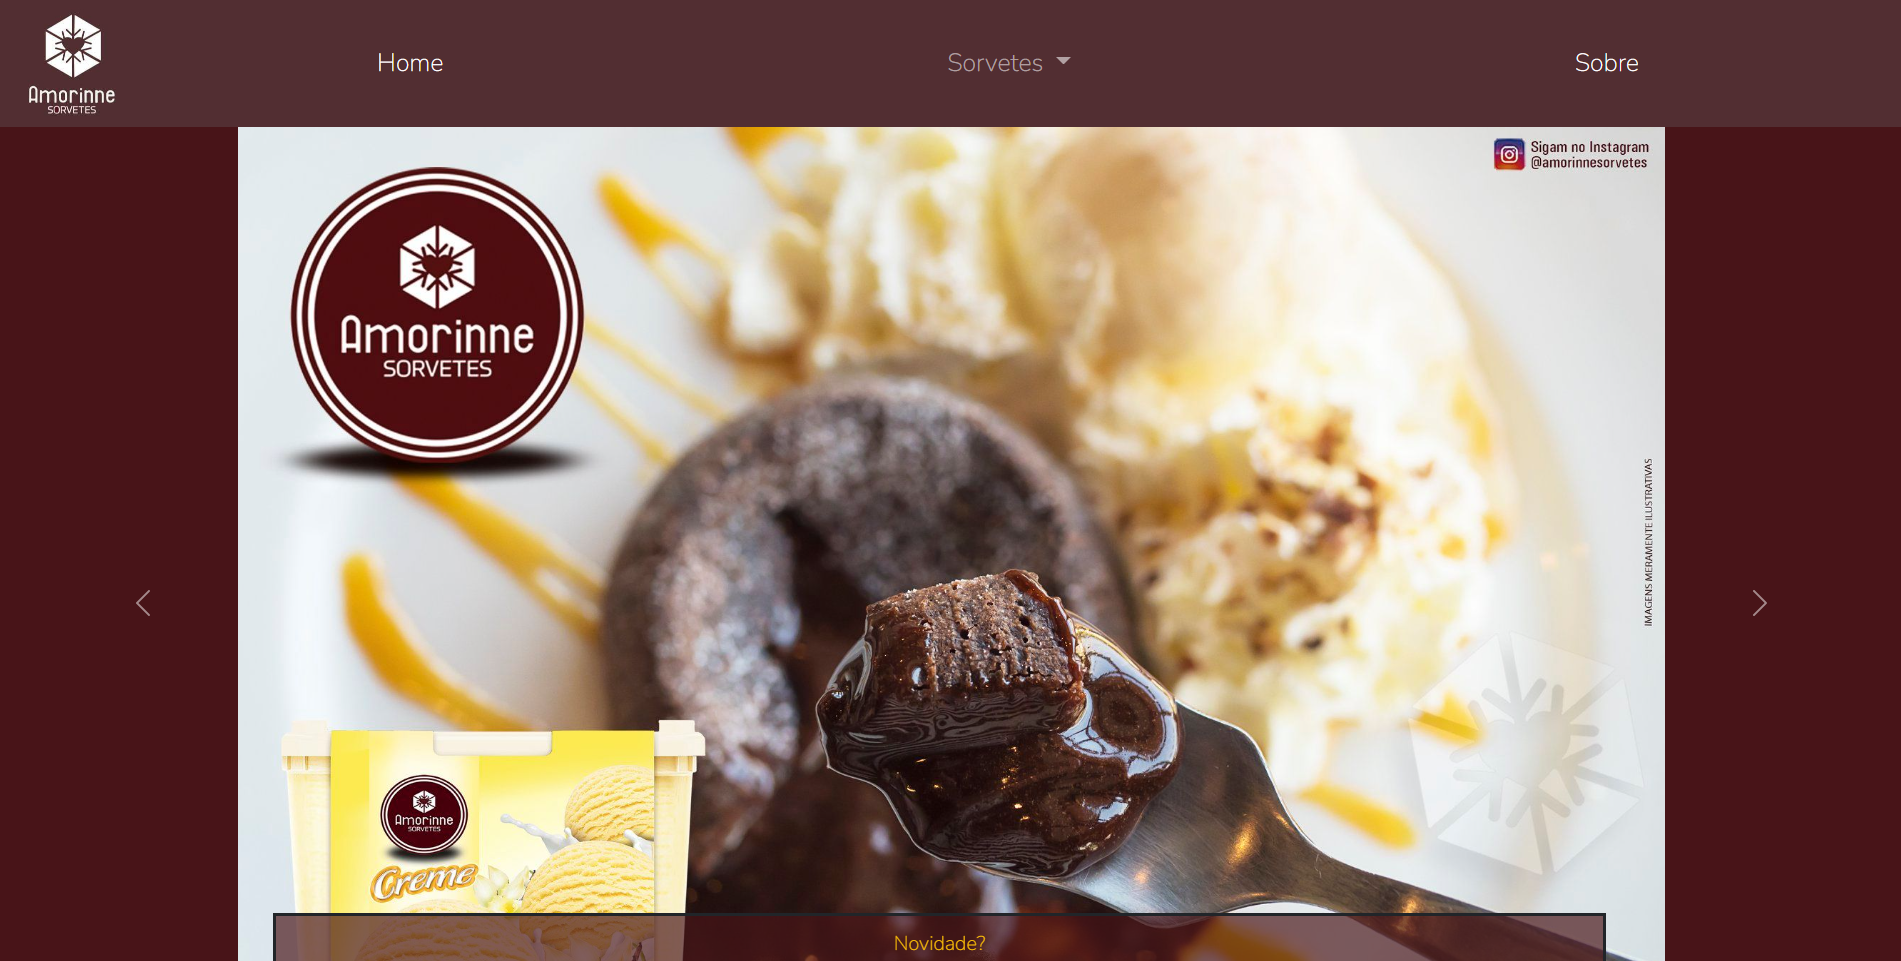 Amorinne
SORVETES
Home
Sorvetes
Sobre
Sigam no Instagram
@amorinnesorvetes
Amorinne
SORVETES
IMAGENS MERAMENTE ILUSTRATIVAS
Amorinne
SORVETES
Creme
Novidade?